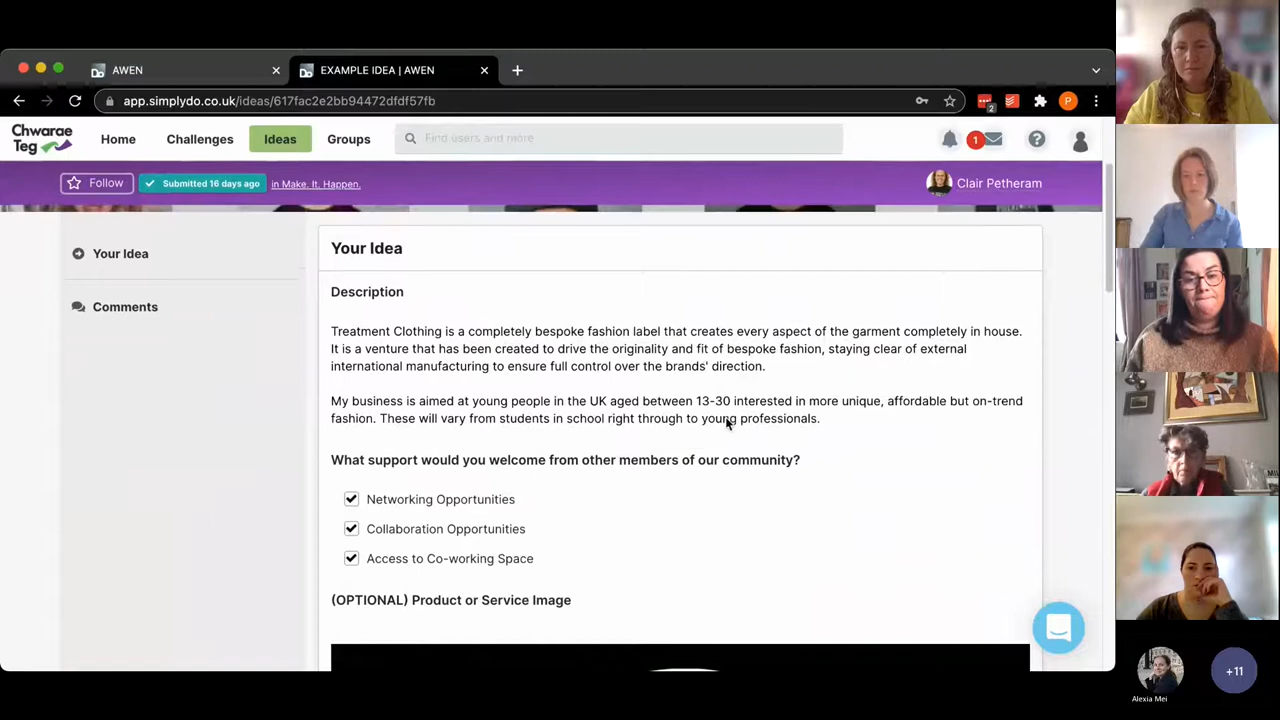 AWEN
EXAMPLE IDEA | AWEN
app.simplydo.co.uk/ideas/617fac2e2bb94472dfdf57fb
2
P
Chwarae
Teg
Home
Challenges
Ideas
Groups
Find users and more
1
Follow
Submitted 16 days ago
in Make. It. Happen.
Clair Petheram
Your Idea
Comments
Your Idea
Description
Treatment Clothing is a completely bespoke fashion label that creates every aspect of the garment completely in house.
It is a venture that has been created to drive the originality and fit of bespoke fashion, staying clear of external
international manufacturing to ensure full control over the brands' direction.
My business is aimed at young people in the UK aged between 13-30 interested in more unique, affordable but on-trend
fashion. These will vary from students in school right through to young professionals.
What support would you welcome from other members of our community?
Networking Opportunities
Collaboration Opportunities
Access to Co-working Space
(OPTIONAL) Product or Service Image
Alexia Mei
+11